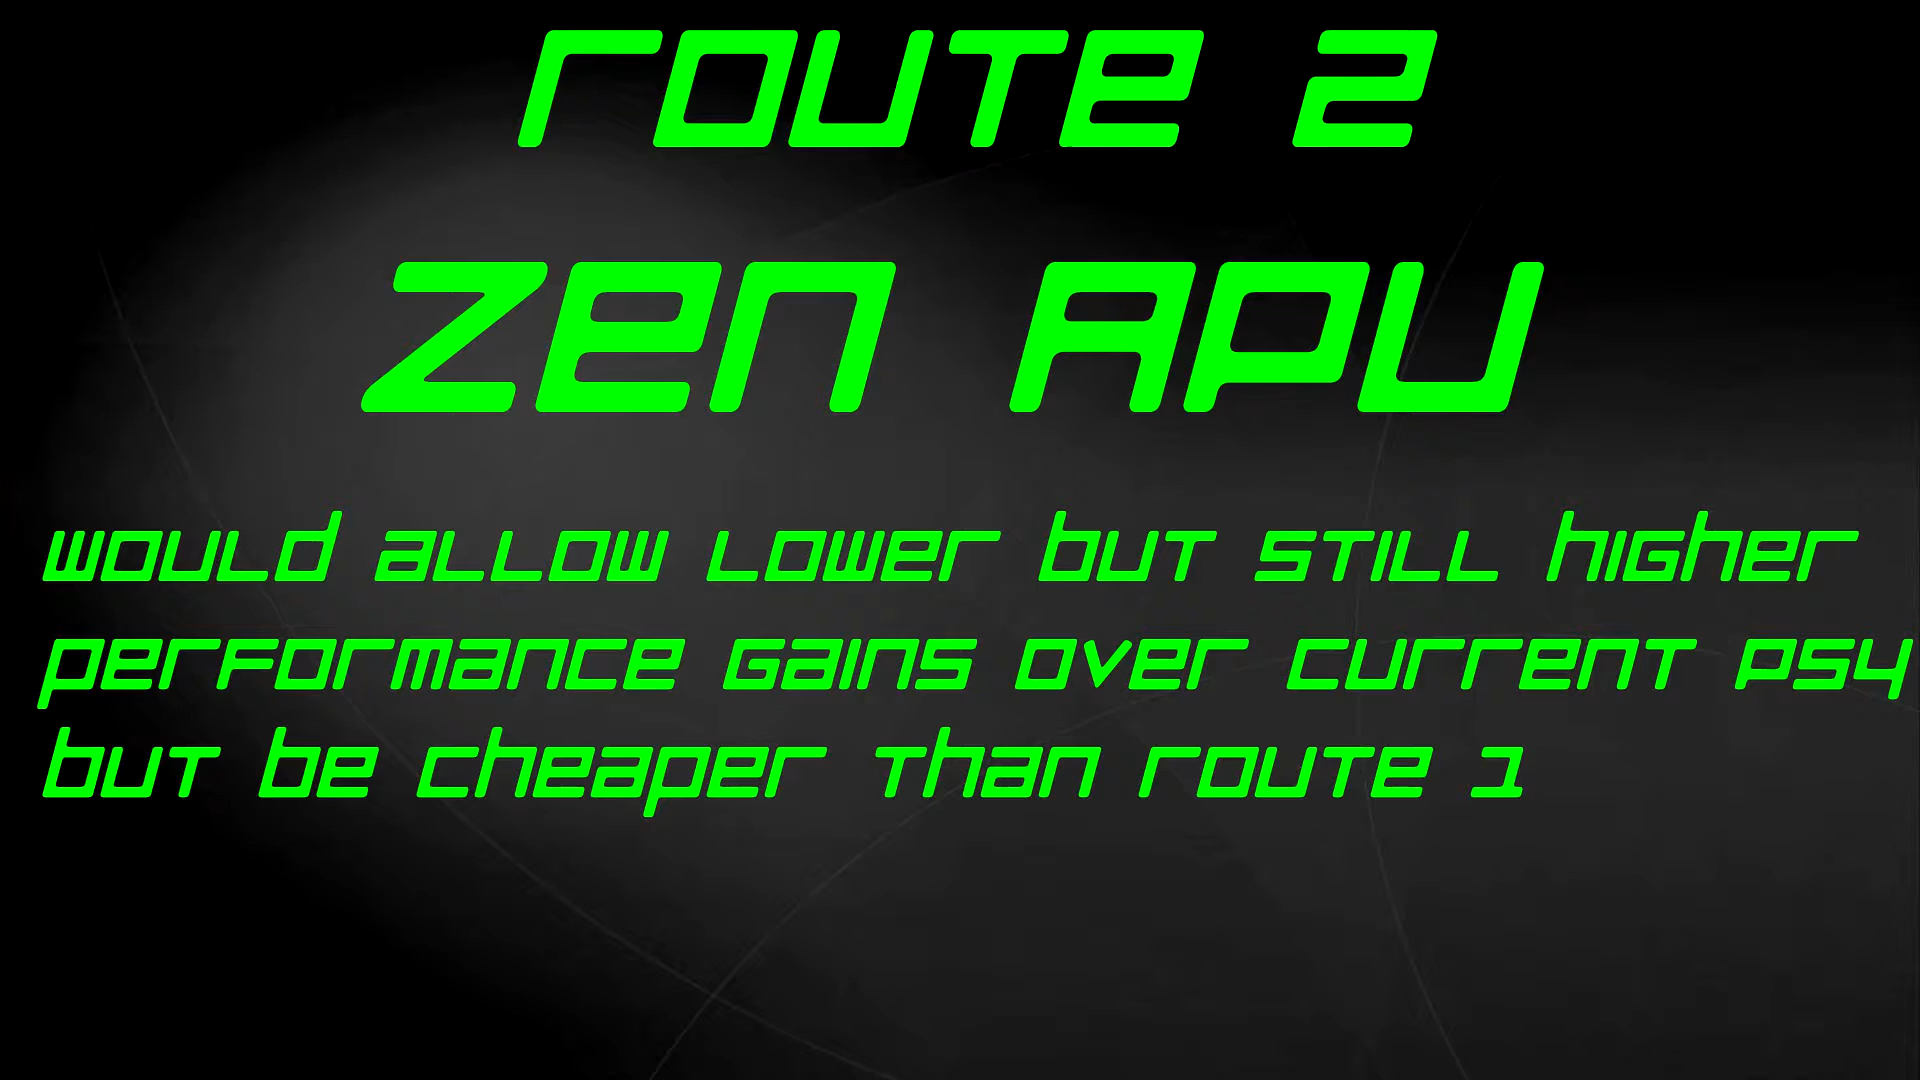 Route 2
Zen APU
would allow lower but still higher
performance gains over current PS4
but be cheaper than route 1